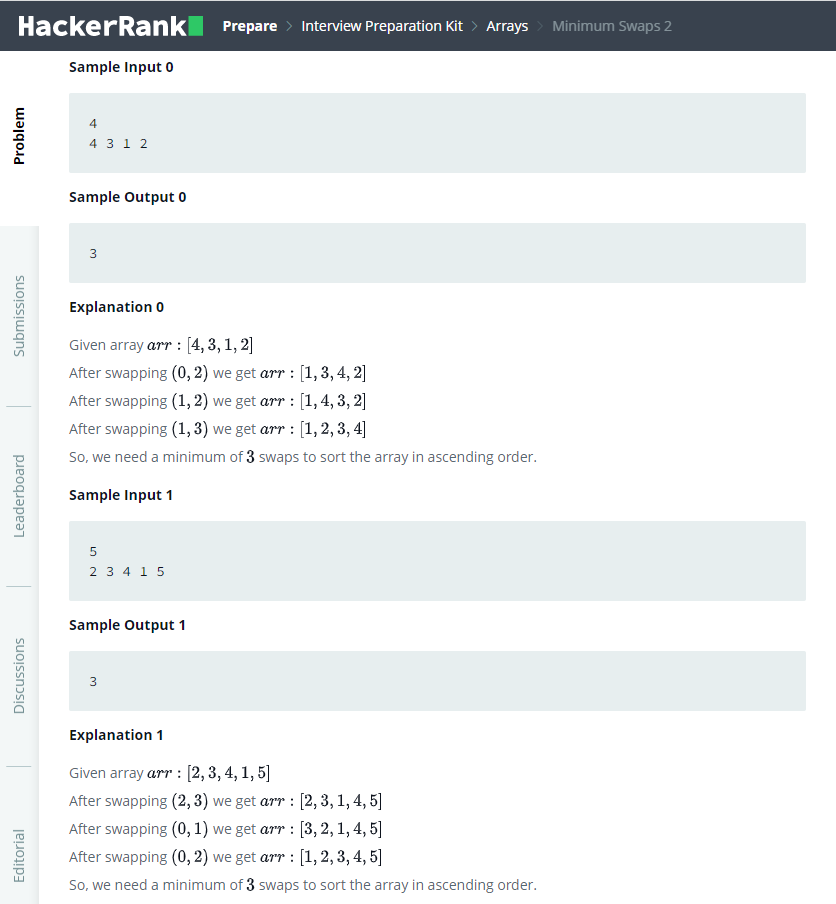 HackerRank Prepare > Interview Preparation Kit > Arrays > Minimum Swaps 2
Problem
Submissions
Leaderboard
Discussions
Editorial
Sample Input 0
4
4 3 1 2
Sample Output 0
3
Explanation 0
Given array arr : [4, 3, 1, 2]
After swapping (0, 2) we get arr : [1, 3, 4, 2]
After swapping (1, 2) we get arr : [1, 4, 3, 2]
After swapping (1, 3) we get arr : [1, 2, 3, 4]
So, we need a minimum of 3 swaps to sort the array in ascending order.
Sample Input 1
5
2 3 4 1 5
Sample Output 1
3
Explanation 1
Given array arr : [2, 3, 4, 1, 5]
After swapping (2, 3) we get arr : [2, 3, 1, 4, 5]
After swapping (0, 1) we get arr : [3, 2, 1, 4, 5]
After swapping (0, 2) we get arr : [1, 2, 3, 4, 5]
So, we need a minimum of 3 swaps to sort the array in ascending order.